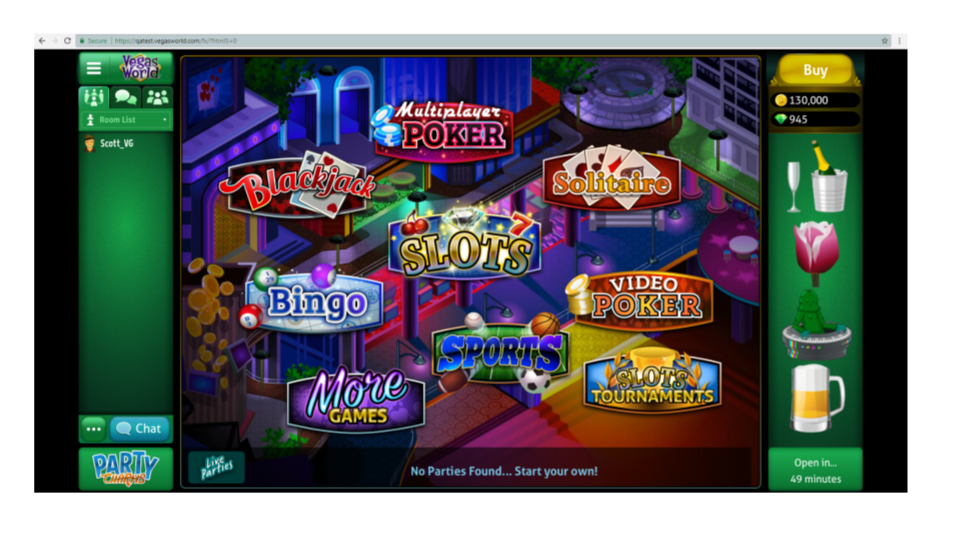 Secure https://qatest.vegasworld.com/fs/?html5=0
Vegas
World
Buy
130,000
945
Room List
Scott_VG
Multiplayer
POKER
Blackjack
Solitaire
7
SLOTS
Bingo
VIDEO
POKER
SPORTS
More
GAMES
SLOTS
TOURNAMENTS
Chat
PARTY
Live
Parties
No Parties Found... Start your own!
Open in...
49 minutes